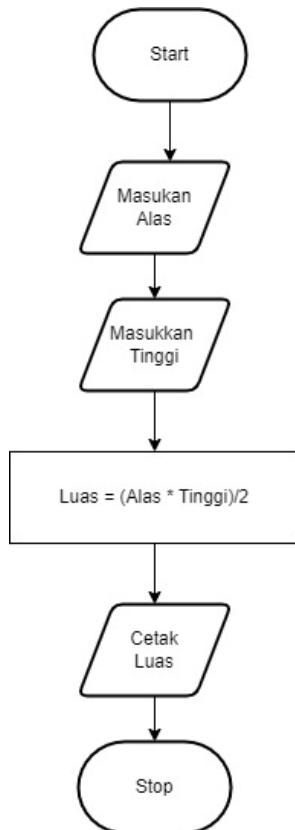 Start
Masukan
Alas
Masukkan
Tinggi
Luas = (Alas * Tinggi)/2
Cetak
Luas
Stop